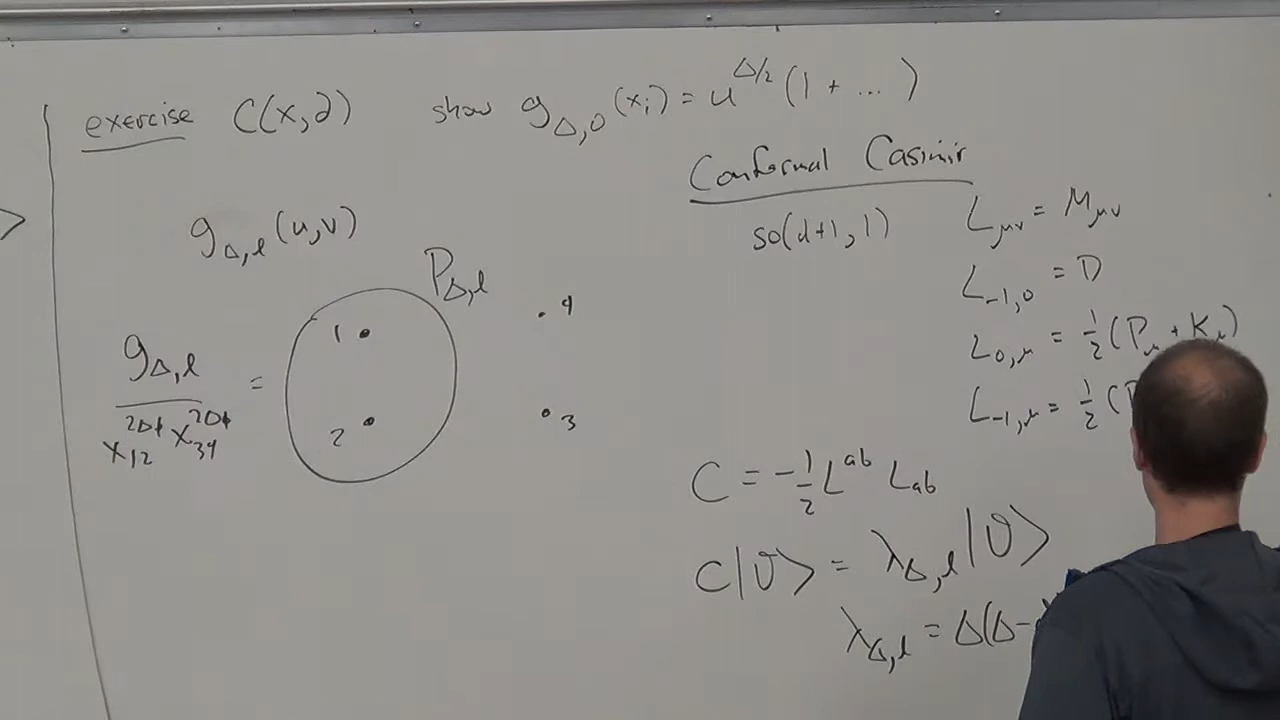 exercise C(x,∂) show g_{Δ,0}(x_i) = u^{Δ/2}(1 + ... )
Conformal Casimir
so(d+1,1)
L_{μν} = M_{μν}
L_{-1,0} = D
L_{0,μ} = 1/2(P_μ + K_μ)
L_{-1,μ} = 1/2(P
g_{Δ,ℓ}(u,v)
P_{Δ,ℓ}
g_{Δ,ℓ} / x_{12}^{2Δϕ} x_{34}^{2Δϕ} =
1
2
4
3
C = -1/2 L^{ab} L_{ab}
C|O> = λ_{Δ,ℓ}|O>
λ_{Δ,ℓ} = Δ(Δ-